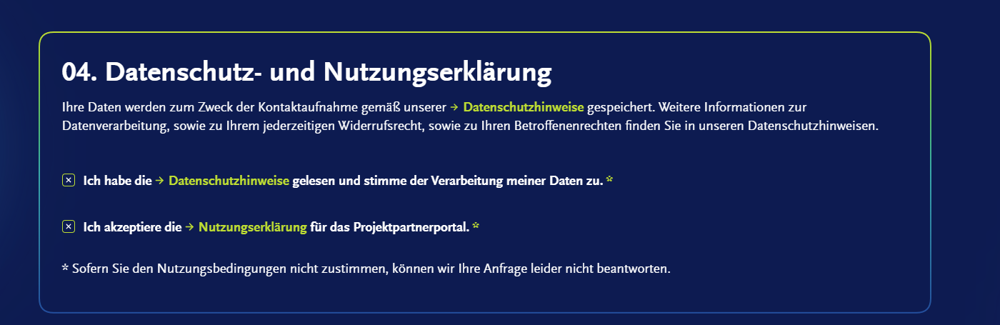 04. Datenschutz- und Nutzungserklärung
Ihre Daten werden zum Zweck der Kontaktaufnahme gemäß unserer → Datenschutzhinweise gespeichert. Weitere Informationen zur
Datenverarbeitung, sowie zu Ihrem jederzeitigen Widerrufsrecht, sowie zu Ihren Betroffenenrechten finden Sie in unseren Datenschutzhinweisen.
Ich habe die → Datenschutzhinweise gelesen und stimme der Verarbeitung meiner Daten zu. *
Ich akzeptiere die → Nutzungserklärung für das Projektpartnerportal. *
* Sofern Sie den Nutzungsbedingungen nicht zustimmen, können wir Ihre Anfrage leider nicht beantworten.